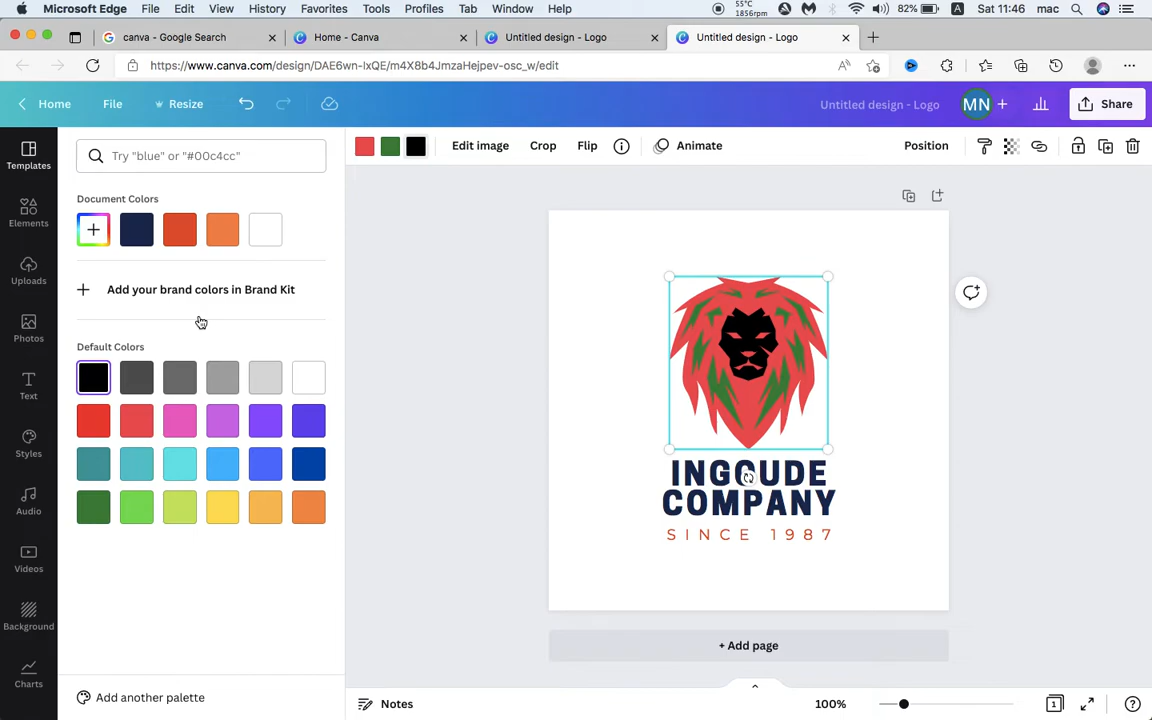 Microsoft Edge File Edit View History Favorites Tools Profiles Tab Window Help 55°C 1856rpm 82% A Sat 11:46 mac
canva - Google Search Home - Canva Untitled design - Logo Untitled design - Logo
https://www.canva.com/design/DAE6wn-lxQE/m4X8b4JmzaHejpev-osc_w/edit
Home File Resize Untitled design - Logo MN Share
Templates
Elements
Uploads
Photos
Text
Styles
Audio
Videos
Background
Charts
Try "blue" or "#00c4cc"
Document Colors
Add your brand colors in Brand Kit
Default Colors
Add another palette
Edit image Crop Flip Animate Position
INGOUDE
COMPANY
SINCE 1987
+ Add page
Notes 100% 1